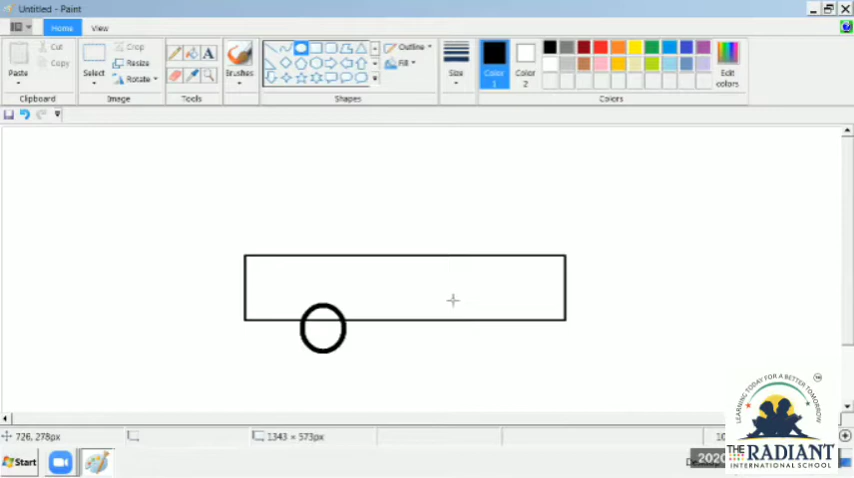 Untitled - Paint
Home View
Cut
Copy
Paste
Clipboard
Select
Crop
Resize
Rotate
Image
A
Tools
Brushes
Outline
Fill
Shapes
Size
Color
1
Color
2
Edit
colors
Colors
LEARNING TODAY FOR A BETTER TOMORROW
726, 278px
1343 × 573px
10
Start
2020
THE RADIANT
INTERNATIONAL SCHOOL